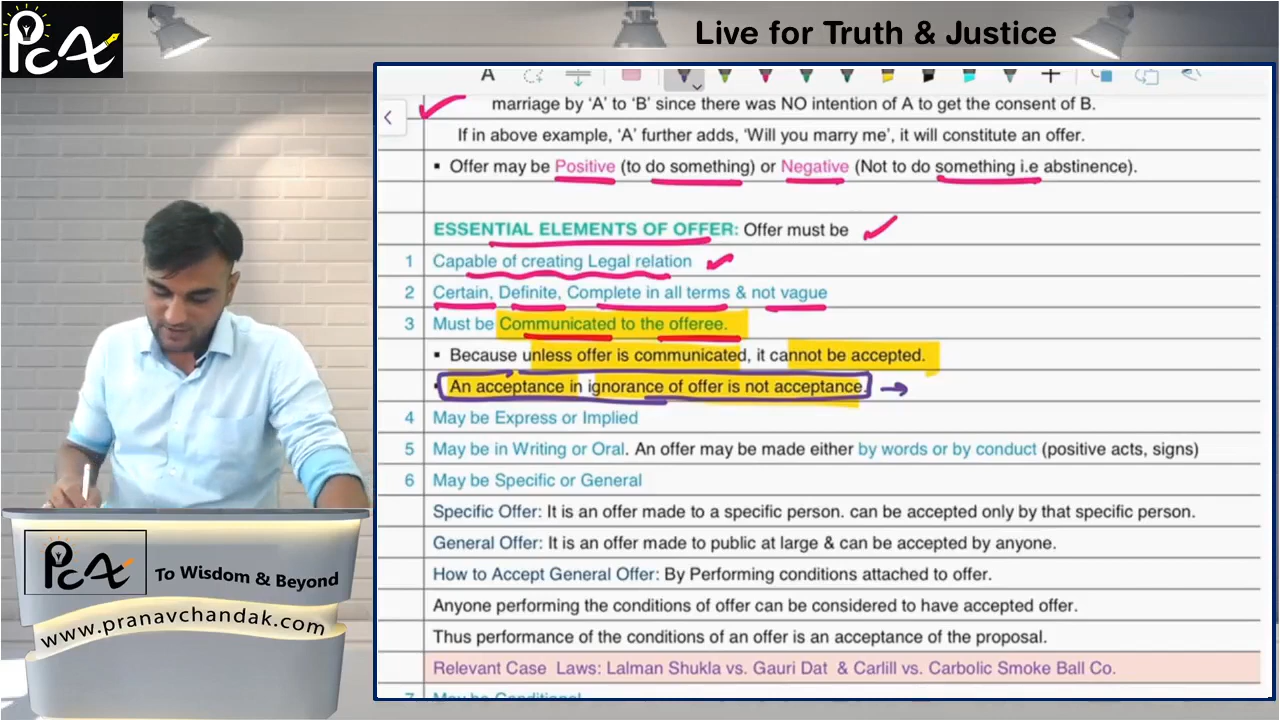 PCA
Live for Truth & Justice
A
marriage by ‘A’ to ‘B’ since there was NO intention of A to get the consent of B.
If in above example, ‘A’ further adds, ‘Will you marry me’, it will constitute an offer.
▪ Offer may be Positive (to do something) or Negative (Not to do something i.e abstinence).
ESSENTIAL ELEMENTS OF OFFER: Offer must be
1 Capable of creating Legal relation
2 Certain, Definite, Complete in all terms & not vague
3 Must be Communicated to the offeree.
▪ Because unless offer is communicated, it cannot be accepted.
▪ An acceptance in ignorance of offer is not acceptance.
4 May be Express or Implied
5 May be in Writing or Oral. An offer may be made either by words or by conduct (positive acts, signs)
6 May be Specific or General
Specific Offer: It is an offer made to a specific person. can be accepted only by that specific person.
General Offer: It is an offer made to public at large & can be accepted by anyone.
How to Accept General Offer: By Performing conditions attached to offer.
Anyone performing the conditions of offer can be considered to have accepted offer.
Thus performance of the conditions of an offer is an acceptance of the proposal.
Relevant Case Laws: Lalman Shukla vs. Gauri Dat & Carlill vs. Carbolic Smoke Ball Co.
7 May be Conditional
PCA
To Wisdom & Beyond
www.pranavchandak.com